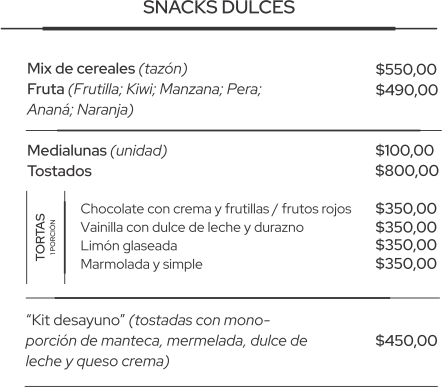 SNACKS DULCES
Mix de cereales (tazón) $550,00
Fruta (Frutilla; Kiwi; Manzana; Pera; $490,00
Ananá; Naranja)
Medialunas (unidad) $100,00
Tostados $800,00
TORTAS
1 PORCIÓN
Chocolate con crema y frutillas / frutos rojos $350,00
Vainilla con dulce de leche y durazno $350,00
Limón glaseada $350,00
Marmolada y simple $350,00
"Kit desayuno" (tostadas con mono-
porción de manteca, mermelada, dulce de $450,00
leche y queso crema)